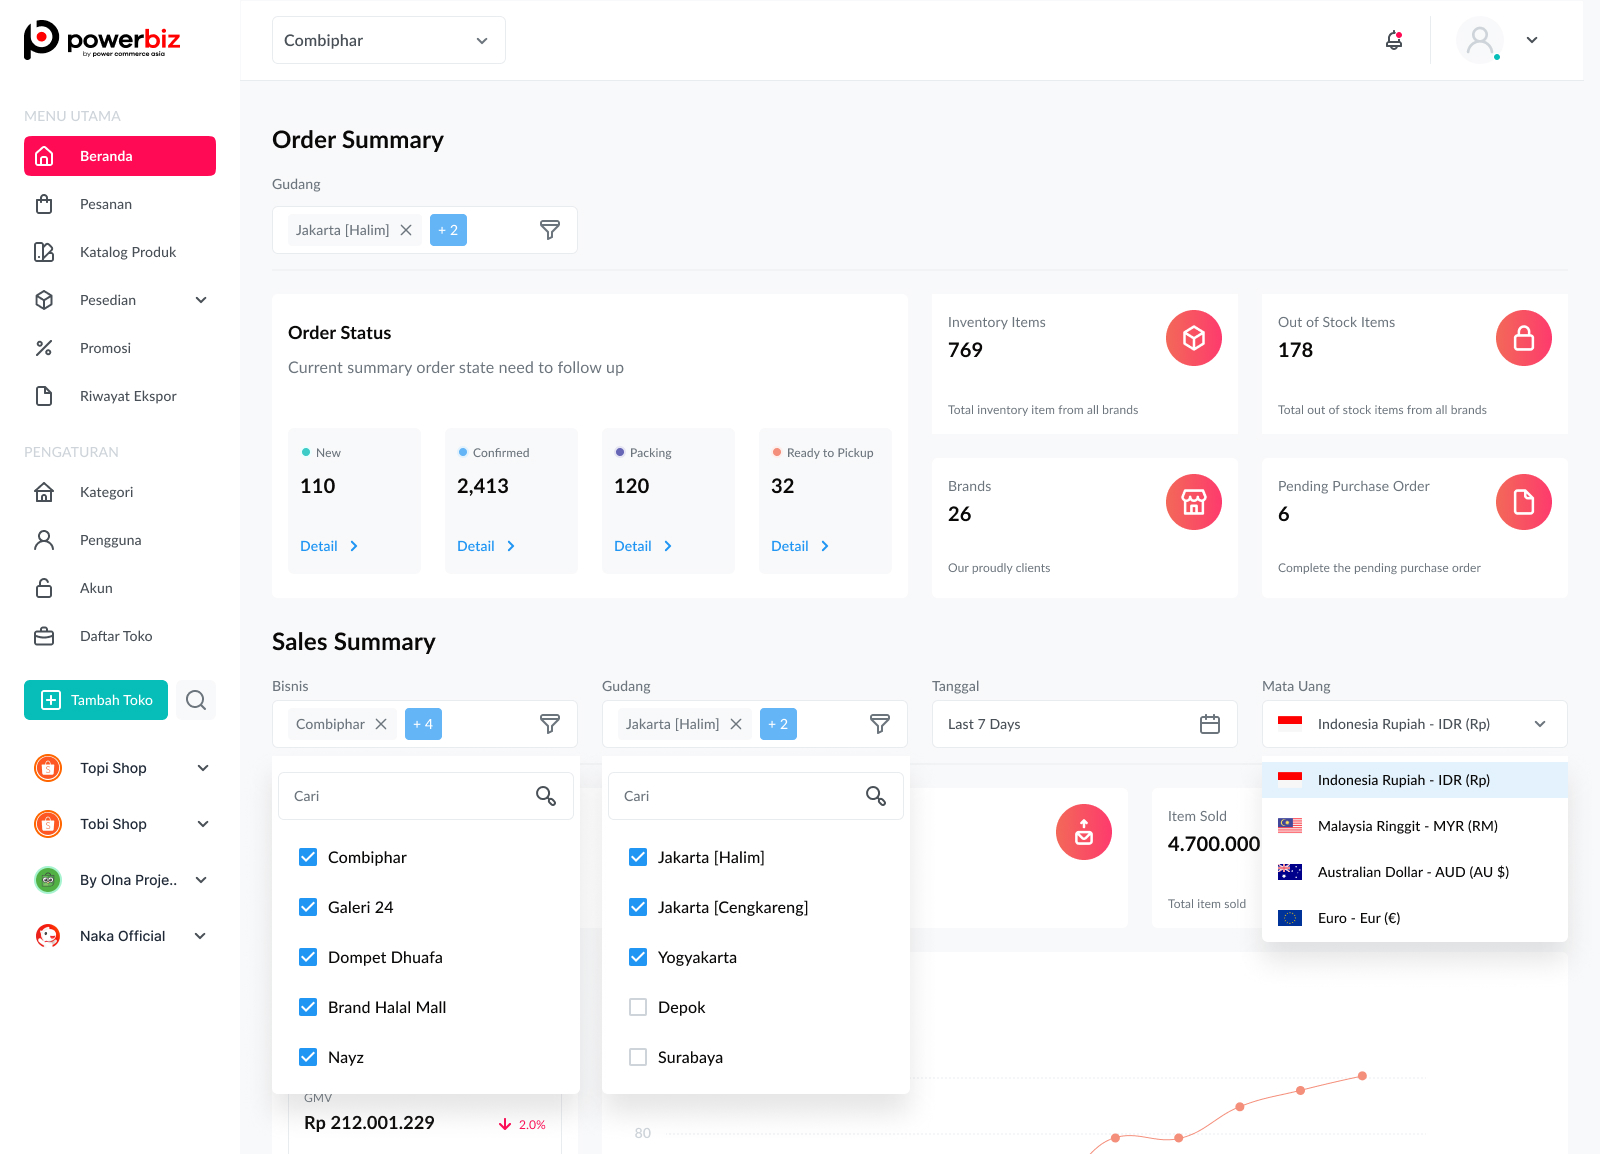 powerbiz
by power commerce asia
Combiphar
MENU UTAMA
Beranda
Pesanan
Katalog Produk
Pesedian
Promosi
Riwayat Ekspor
PENGATURAN
Kategori
Pengguna
Akun
Daftar Toko
Tambah Toko
Topi Shop
Tobi Shop
By OIna Proje..
Naka Official
Order Summary
Gudang
Jakarta [Halim]
+ 2
Order Status
Current summary order state need to follow up
New
110
Detail
Confirmed
2,413
Detail
Packing
120
Detail
Ready to Pickup
32
Detail
Inventory Items
769
Total inventory item from all brands
Out of Stock Items
178
Total out of stock items from all brands
Brands
26
Our proudly clients
Pending Purchase Order
6
Complete the pending purchase order
Sales Summary
Bisnis
Combiphar
+ 4
Gudang
Jakarta [Halim]
+ 2
Tanggal
Last 7 Days
Mata Uang
Indonesia Rupiah - IDR (Rp)
Cari
Combiphar
Galeri 24
Dompet Dhuafa
Brand Halal Mall
Nayz
Cari
Jakarta [Halim]
Jakarta [Cengkareng]
Yogyakarta
Depok
Surabaya
Item Sold
4.700.000
Total item sold
Indonesia Rupiah - IDR (Rp)
Malaysia Ringgit - MYR (RM)
Australian Dollar - AUD (AU $)
Euro - Eur (€)
GMV
Rp 212.001.229
2.0%
80